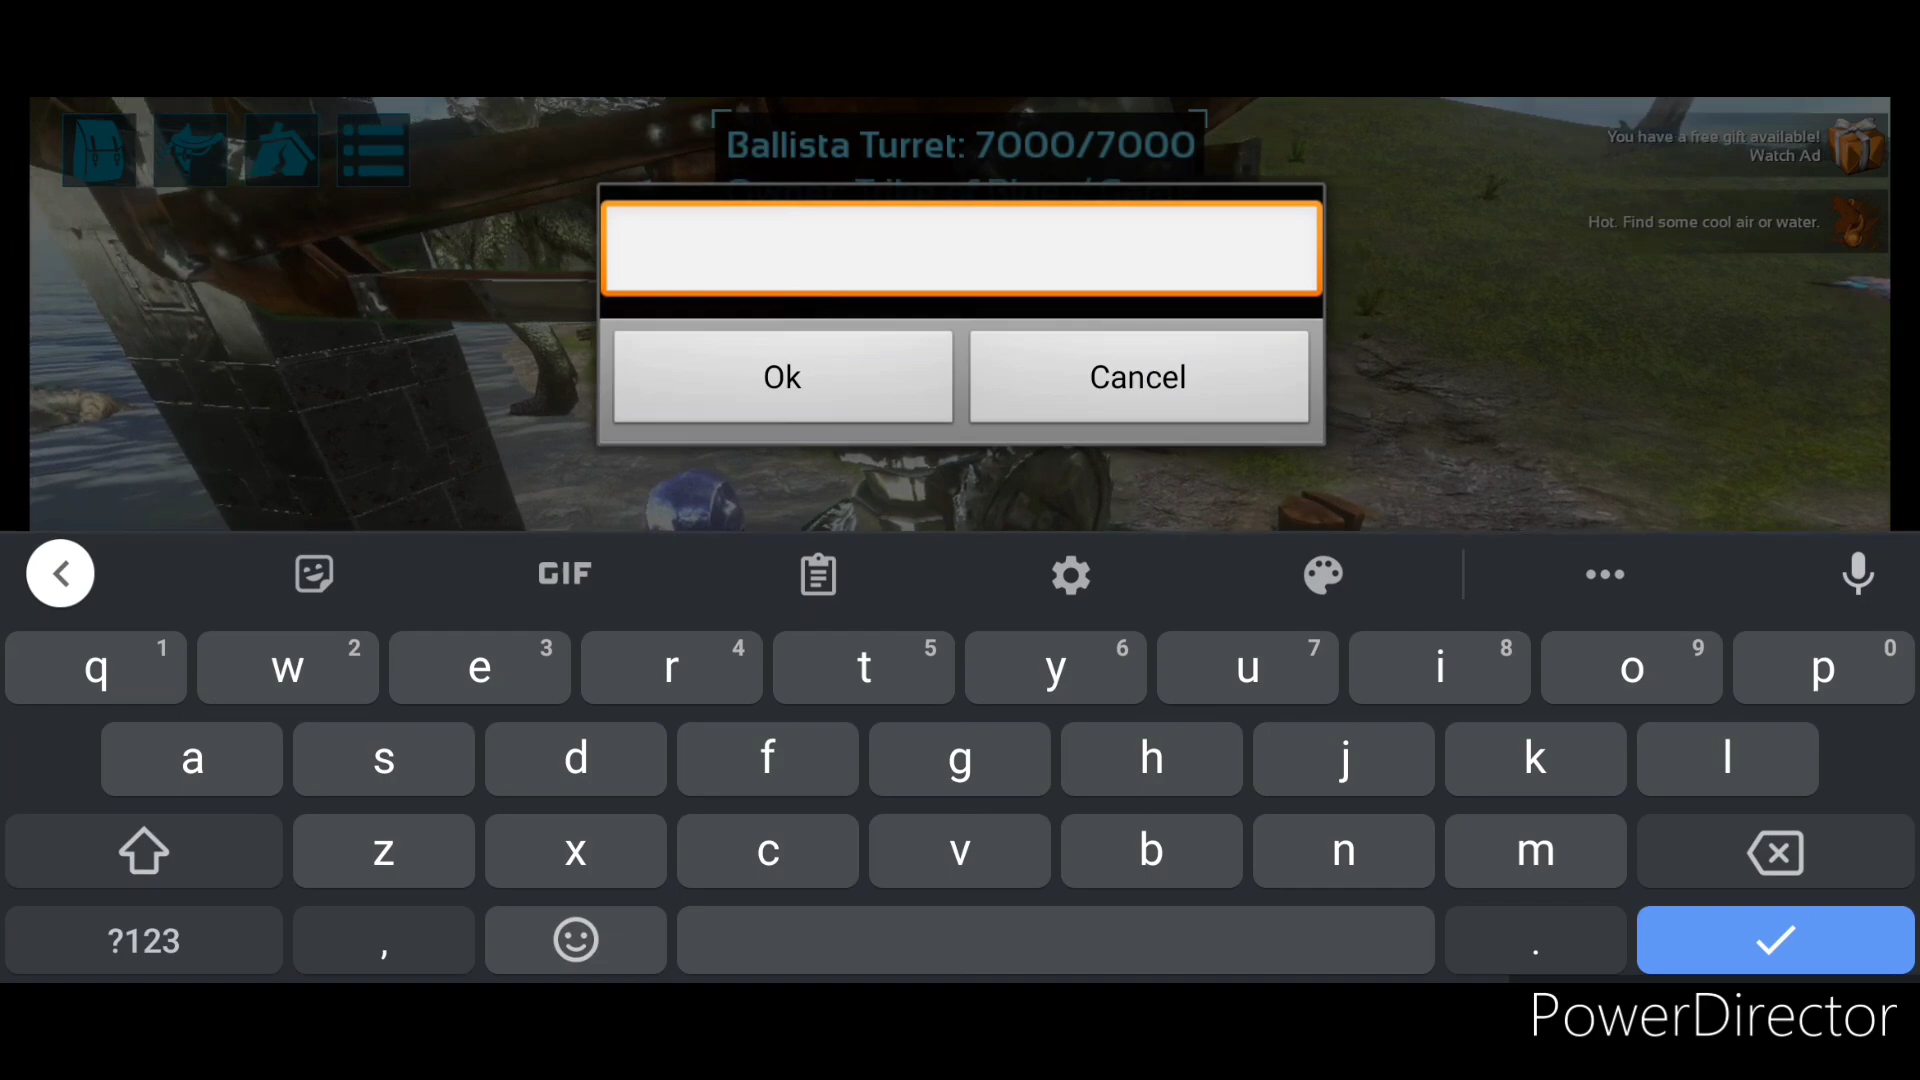 Ballista Turret: 7000/7000
You have a free gift available!
Watch Ad
Hot. Find some cool air or water.
Ok Cancel
GIF
q 1 w 2 e 3 r 4 t 5 y 6 u 7 i 8 o 9 p 0
a s d f g h j k l
z x c v b n m
?123 , .
PowerDirector